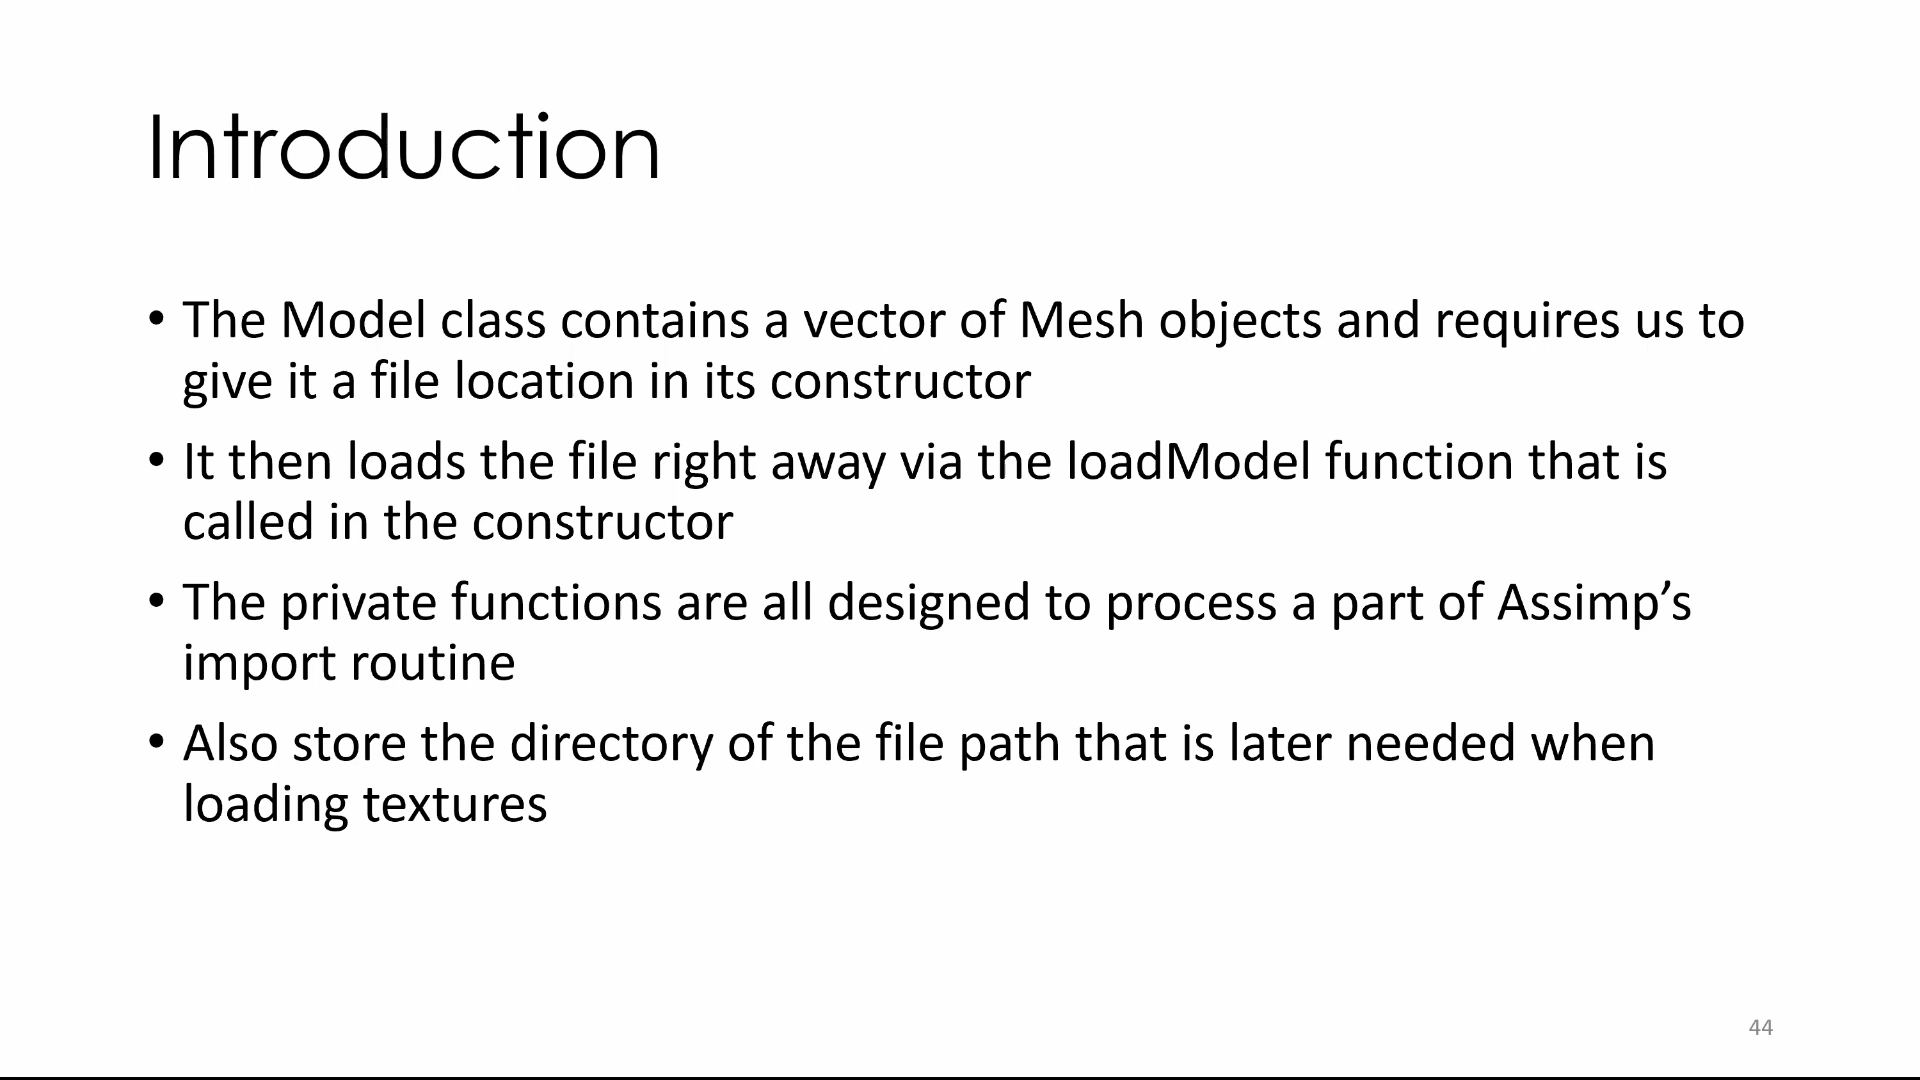 Introduction
• The Model class contains a vector of Mesh objects and requires us to
give it a file location in its constructor
• It then loads the file right away via the loadModel function that is
called in the constructor
• The private functions are all designed to process a part of Assimp’s
import routine
• Also store the directory of the file path that is later needed when
loading textures
44